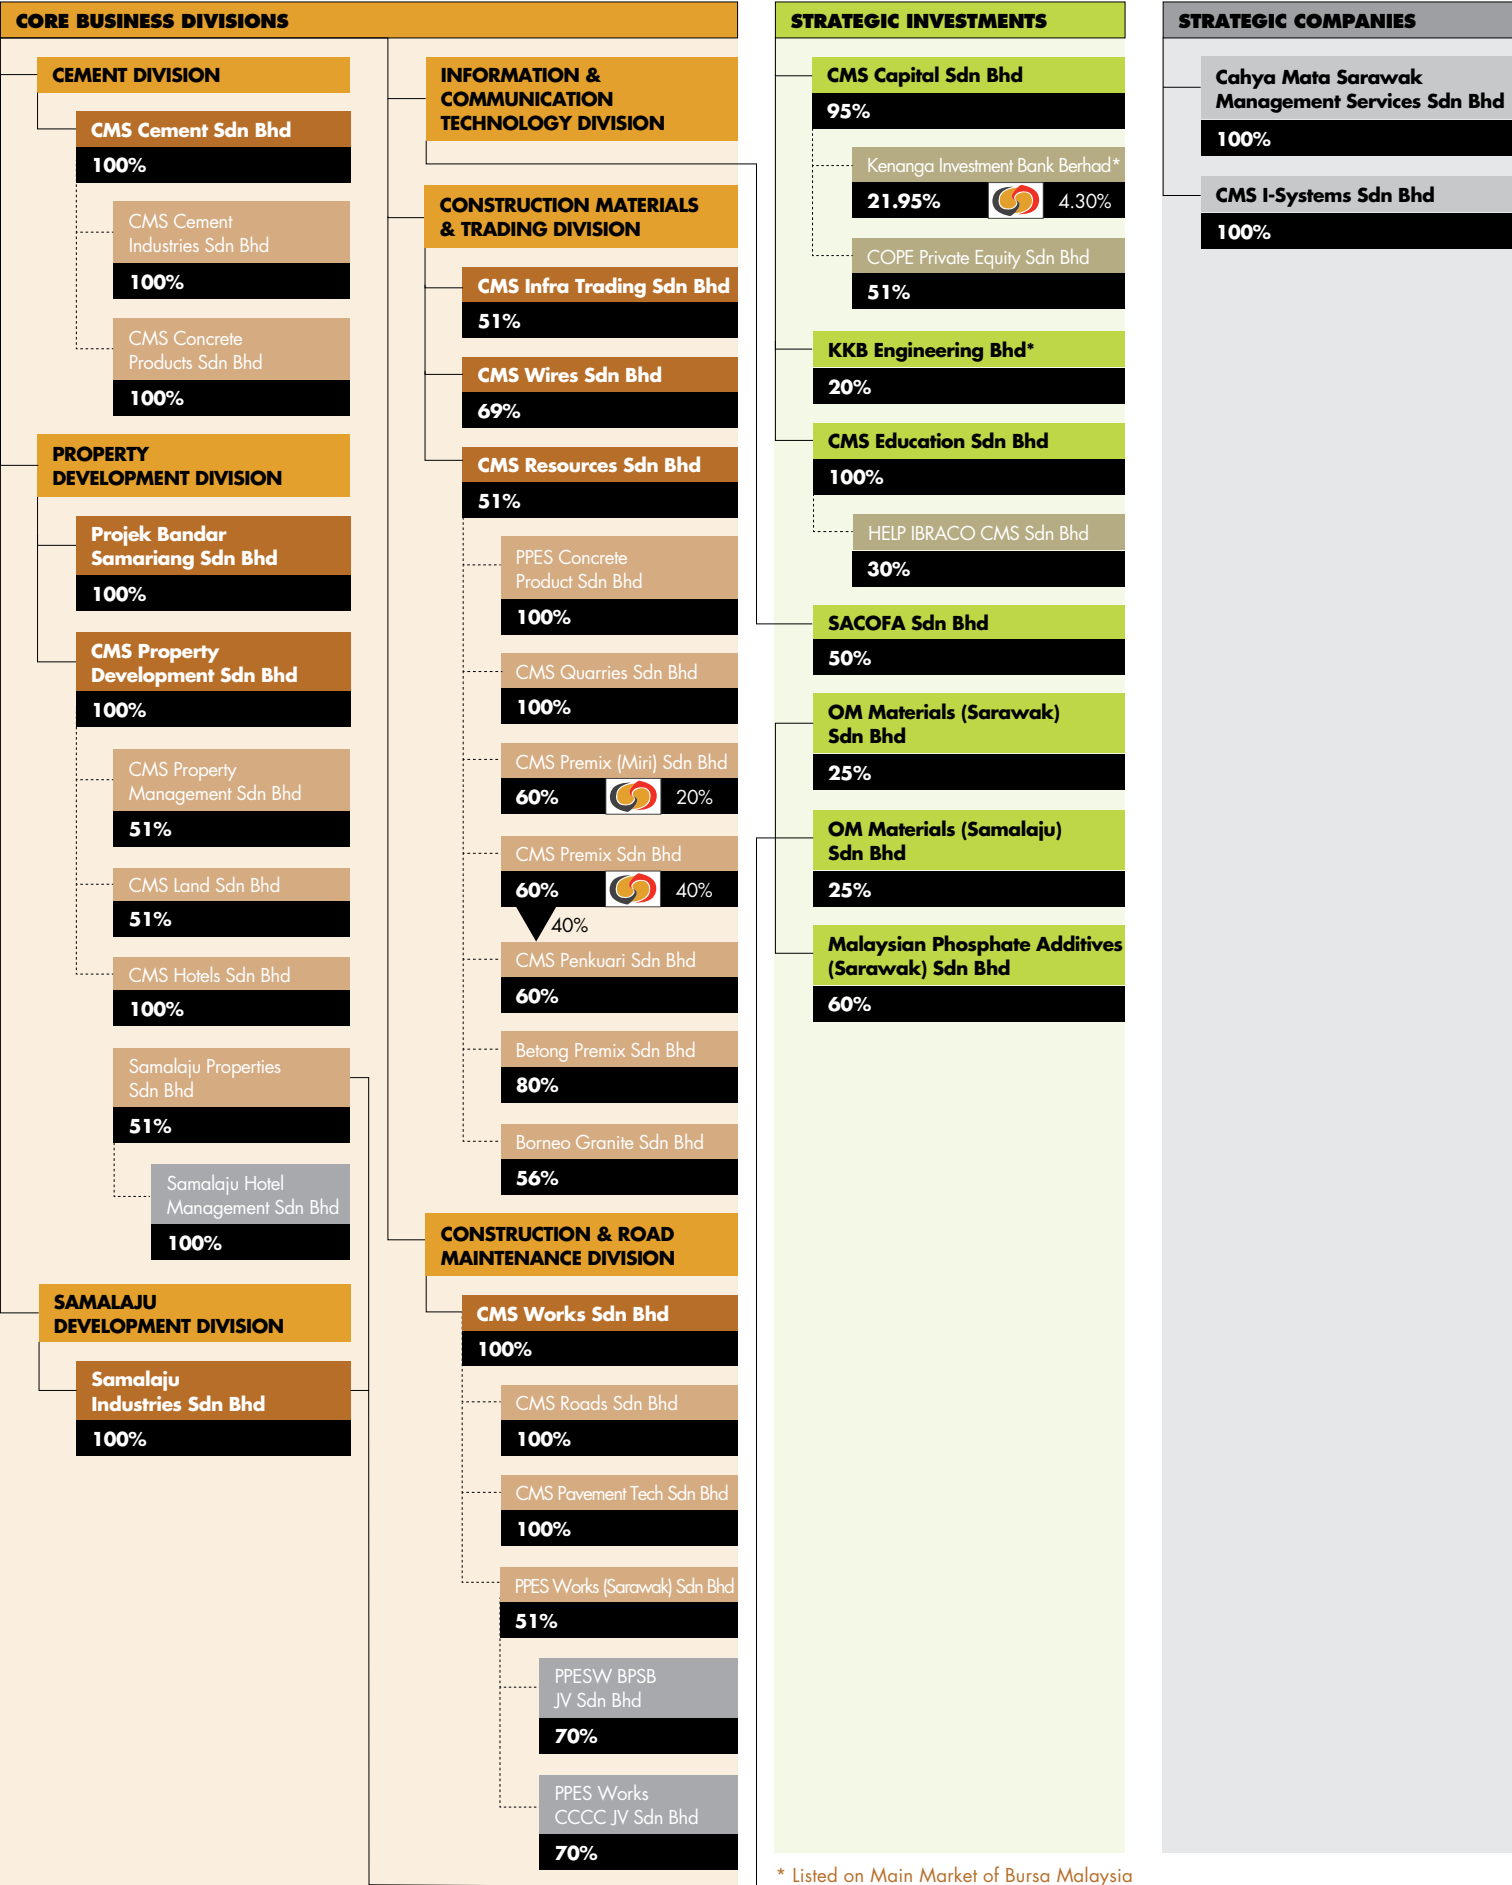 CORE BUSINESS DIVISIONS
CEMENT DIVISION
CMS Cement Sdn Bhd
100%
CMS Cement
Industries Sdn Bhd
100%
CMS Concrete
Products Sdn Bhd
100%
PROPERTY
DEVELOPMENT DIVISION
Projek Bandar
Samariang Sdn Bhd
100%
CMS Property
Development Sdn Bhd
100%
CMS Property
Management Sdn Bhd
51%
CMS Land Sdn Bhd
51%
CMS Hotels Sdn Bhd
100%
Samalaju Properties
Sdn Bhd
51%
Samalaju Hotel
Management Sdn Bhd
100%
SAMALAJU
DEVELOPMENT DIVISION
Samalaju
Industries Sdn Bhd
100%
INFORMATION &
COMMUNICATION
TECHNOLOGY DIVISION
CONSTRUCTION MATERIALS
& TRADING DIVISION
CMS Infra Trading Sdn Bhd
51%
CMS Wires Sdn Bhd
69%
CMS Resources Sdn Bhd
51%
PPES Concrete
Product Sdn Bhd
100%
CMS Quarries Sdn Bhd
100%
CMS Premix (Miri) Sdn Bhd
60% 20%
CMS Premix Sdn Bhd
60% 40%
40%
CMS Penkuari Sdn Bhd
60%
Betong Premix Sdn Bhd
80%
Borneo Granite Sdn Bhd
56%
CONSTRUCTION & ROAD
MAINTENANCE DIVISION
CMS Works Sdn Bhd
100%
CMS Roads Sdn Bhd
100%
CMS Pavement Tech Sdn Bhd
100%
PPES Works (Sarawak) Sdn Bhd
51%
PPESW BPSB
JV Sdn Bhd
70%
PPES Works
CCCC JV Sdn Bhd
70%
STRATEGIC INVESTMENTS
CMS Capital Sdn Bhd
95%
Kenanga Investment Bank Berhad*
21.95% 4.30%
COPE Private Equity Sdn Bhd
51%
KKB Engineering Bhd*
20%
CMS Education Sdn Bhd
100%
HELP IBRACO CMS Sdn Bhd
30%
SACOFA Sdn Bhd
50%
OM Materials (Sarawak)
Sdn Bhd
25%
OM Materials (Samalaju)
Sdn Bhd
25%
Malaysian Phosphate Additives
(Sarawak) Sdn Bhd
60%
* Listed on Main Market of Bursa Malaysia
STRATEGIC COMPANIES
Cahya Mata Sarawak
Management Services Sdn Bhd
100%
CMS I-Systems Sdn Bhd
100%